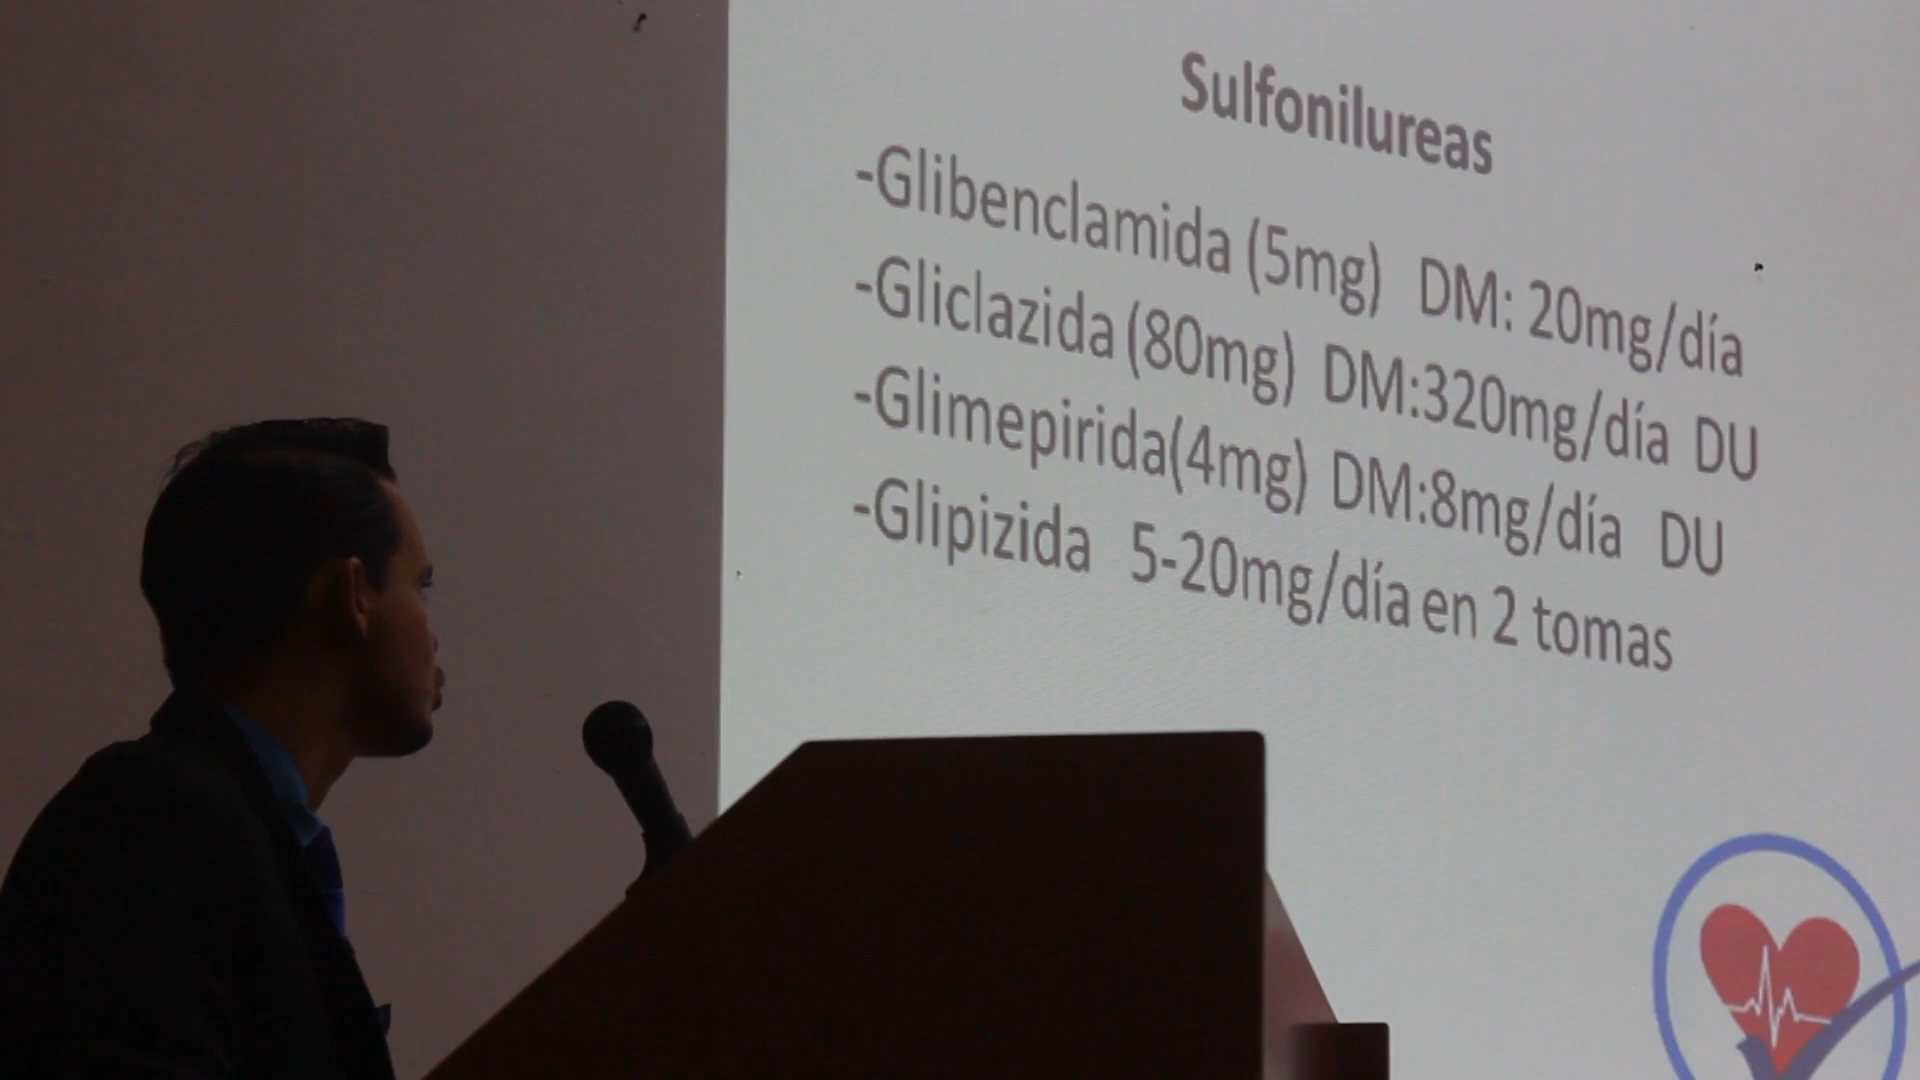 Sulfonilureas
-Glibenclamida (5mg) DM: 20mg/día
-Gliclazida (80mg) DM:320mg/día DU
-Glimepirida(4mg) DM:8mg/día DU
-Glipizida 5-20mg/día en 2 tomas